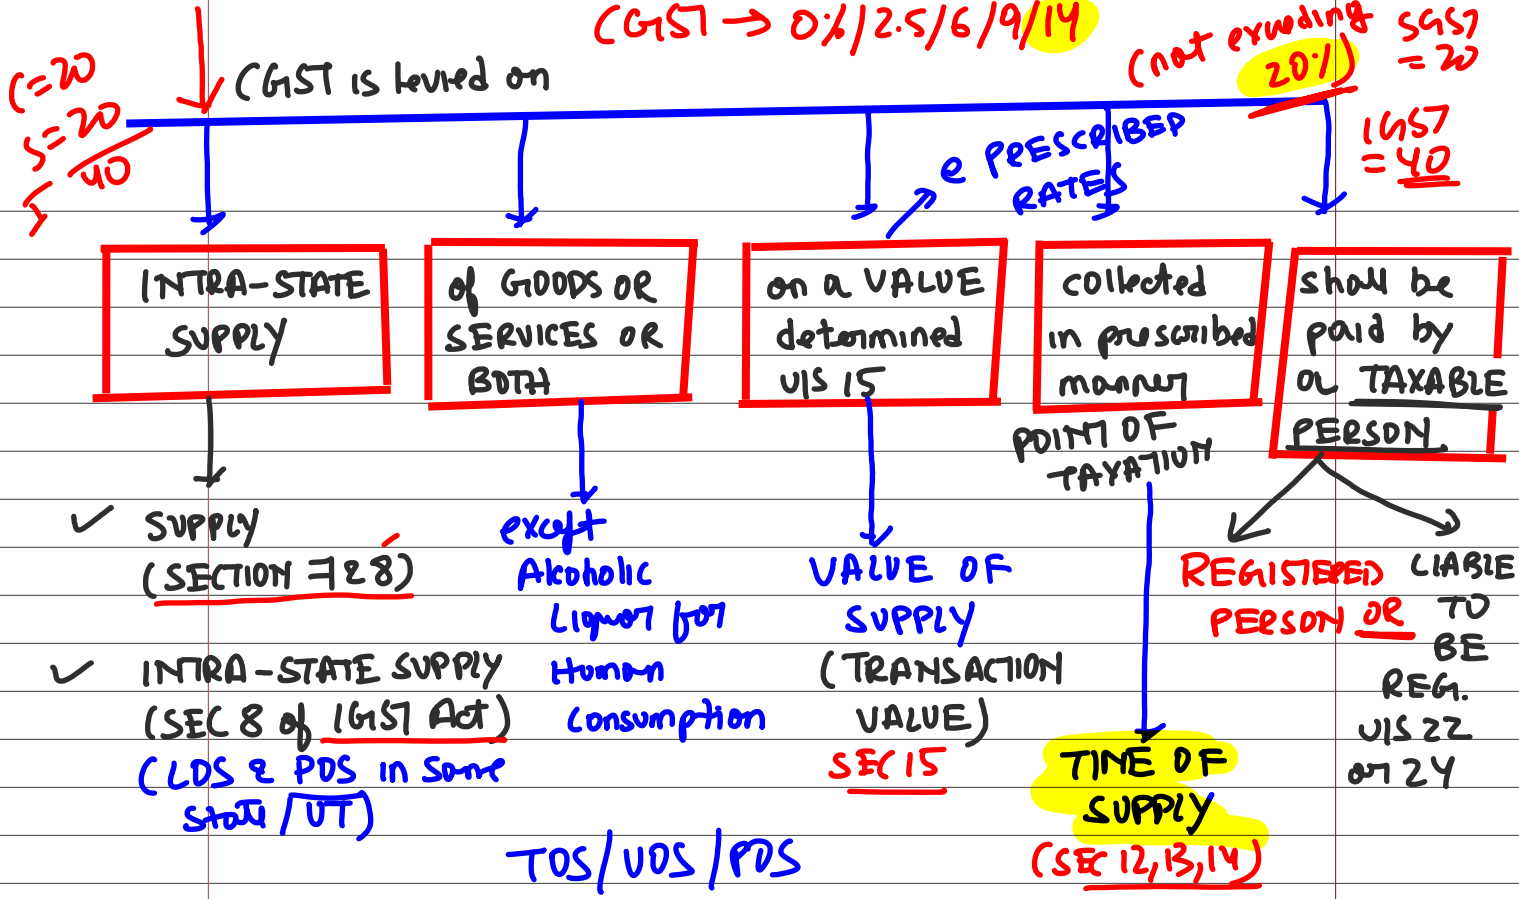 CGST → 0%/2.5/6/9/14
(not exceeding
20%)
SGST
= 20
C=20
S=20
40
I
CGST is levied on
IGST
= 40
@ PRESCRIBED
RATES
INTRA-STATE
SUPPLY
of GOODS OR
SERVICES OR
BOTH
on a VALUE
determined
U/S 15
collected
in prescribed
manner
shall be
paid by
a TAXABLE
PERSON
POINT OF
TAXATION
✓ SUPPLY
(SECTION 7 & 8)
✓ INTRA-STATE SUPPLY
(SEC 8 of IGST Act)
(LOS & POS in same
state/UT)
except
Alcoholic
Liquor for
Human
Consumption
VALUE OF
SUPPLY
(TRANSACTION
VALUE)
SEC 15
TIME OF
SUPPLY
(SEC 12,13,14)
REGISTERED
PERSON OR
LIABLE
TO
BE
REG.
U/S 22
or 24
TOS/VOS/POS